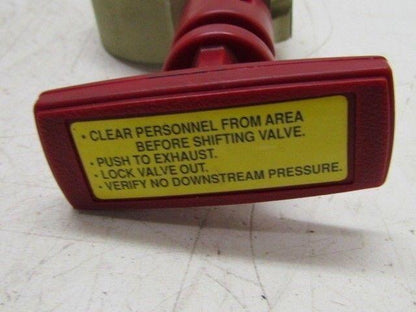 • CLEAR PERSONNEL FROM AREA
BEFORE SHIFTING VALVE.
• PUSH TO EXHAUST.
• LOCK VALVE OUT.
• VERIFY NO DOWNSTREAM PRESSURE.